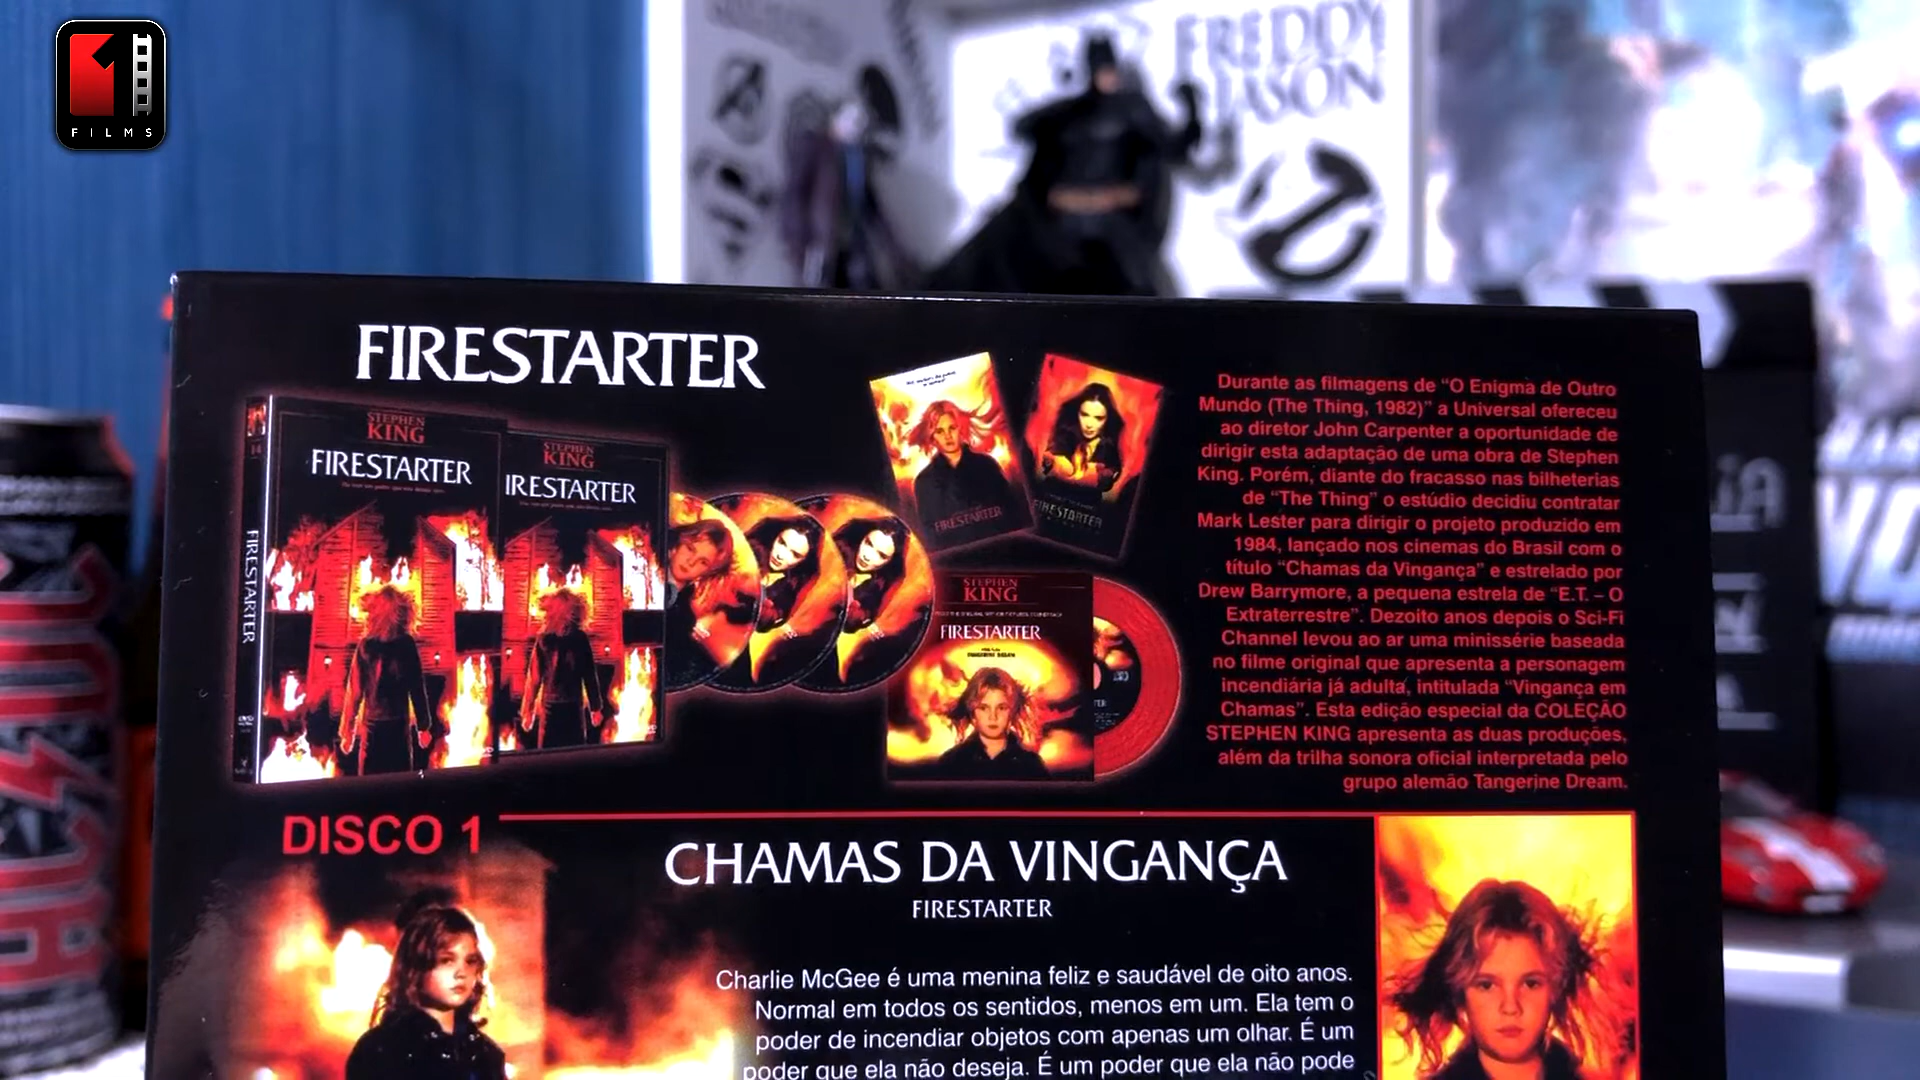 FILMS
FREDDY
JASON
FIRESTARTER
STEPHEN
KING
FIRESTARTER
FIRESTARTER
STEPHEN
KING
IRESTARTER
FIRESTARTER
FIRESTARTER
STEPHEN
KING
FIRESTARTER
TANGERINE DREAM
Durante as filmagens de “O Enigma de Outro
Mundo (The Thing, 1982)” a Universal ofereceu
ao diretor John Carpenter a oportunidade de
dirigir esta adaptação de uma obra de Stephen
King. Porém, diante do fracasso nas bilheterias
de “The Thing” o estúdio decidiu contratar
Mark Lester para dirigir o projeto produzido em
1984, lançado nos cinemas do Brasil com o
título “Chamas da Vingança” e estrelado por
Drew Barrymore, a pequena estrela de “E.T. – O
Extraterrestre”. Dezoito anos depois o Sci-Fi
Channel levou ao ar uma minissérie baseada
no filme original que apresenta a personagem
incendiária já adulta, intitulada “Vingança em
Chamas”. Esta edição especial da COLEÇÃO
STEPHEN KING apresenta as duas produções,
além da trilha sonora oficial interpretada pelo
grupo alemão Tangerine Dream.
DISCO 1
CHAMAS DA VINGANÇA
FIRESTARTER
Charlie McGee é uma menina feliz e saudável de oito anos.
Normal em todos os sentidos, menos em um. Ela tem o
poder de incendiar objetos com apenas um olhar. É um
poder que ela não deseja. É um poder que ela não pode
AC DC